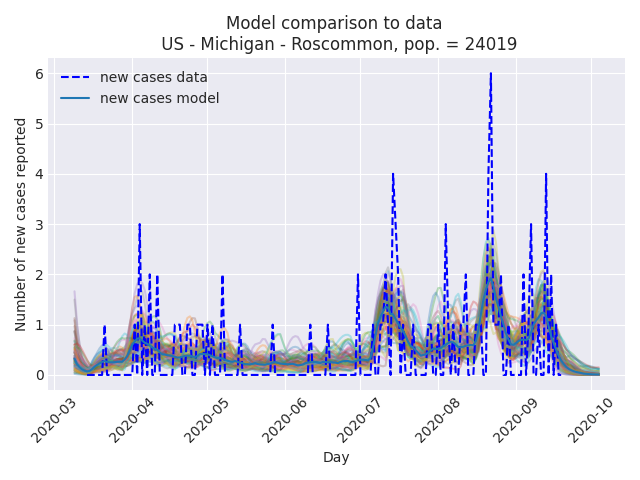 Model comparison to data
US - Michigan - Roscommon, pop. = 24019
new cases data
new cases model
Number of new cases reported
6
5
4
3
2
1
0
2020-03
2020-04
2020-05
2020-06
2020-07
2020-08
2020-09
2020-10
Day